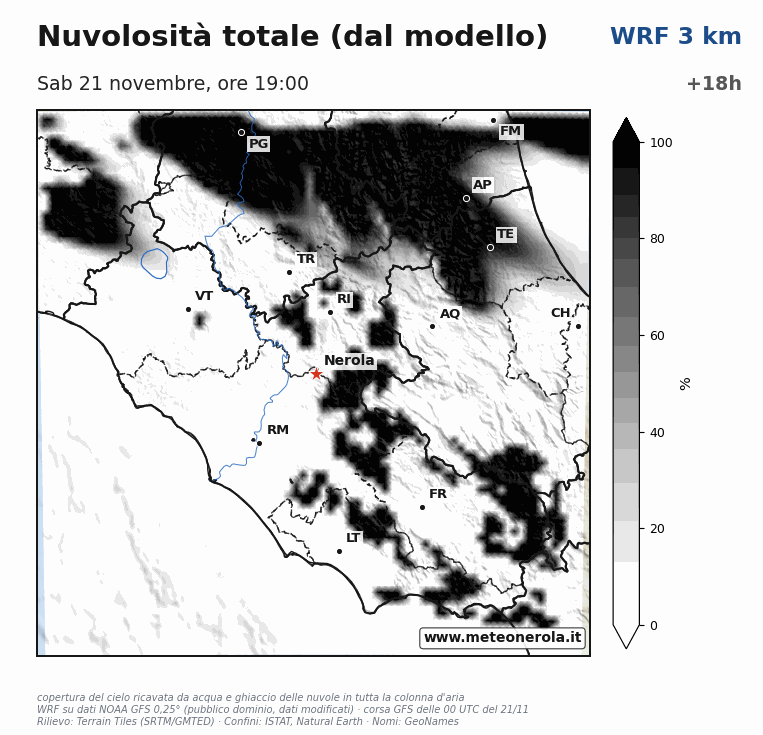 Nuvolosità totale (dal modello)
WRF 3 km
Sab 21 novembre, ore 19:00
+18h
FM
PG
AP
TE
TR
VT
RI
AQ
CH
Nerola
RM
FR
LT
www.meteonerola.it
100
80
60
40
20
0
%
copertura del cielo ricavata da acqua e ghiaccio delle nuvole in tutta la colonna d'aria
WRF su dati NOAA GFS 0,25° (pubblico dominio, dati modificati) · corsa GFS delle 00 UTC del 21/11
Rilievo: Terrain Tiles (SRTM/GMTED) · Confini: ISTAT, Natural Earth · Nomi: GeoNames